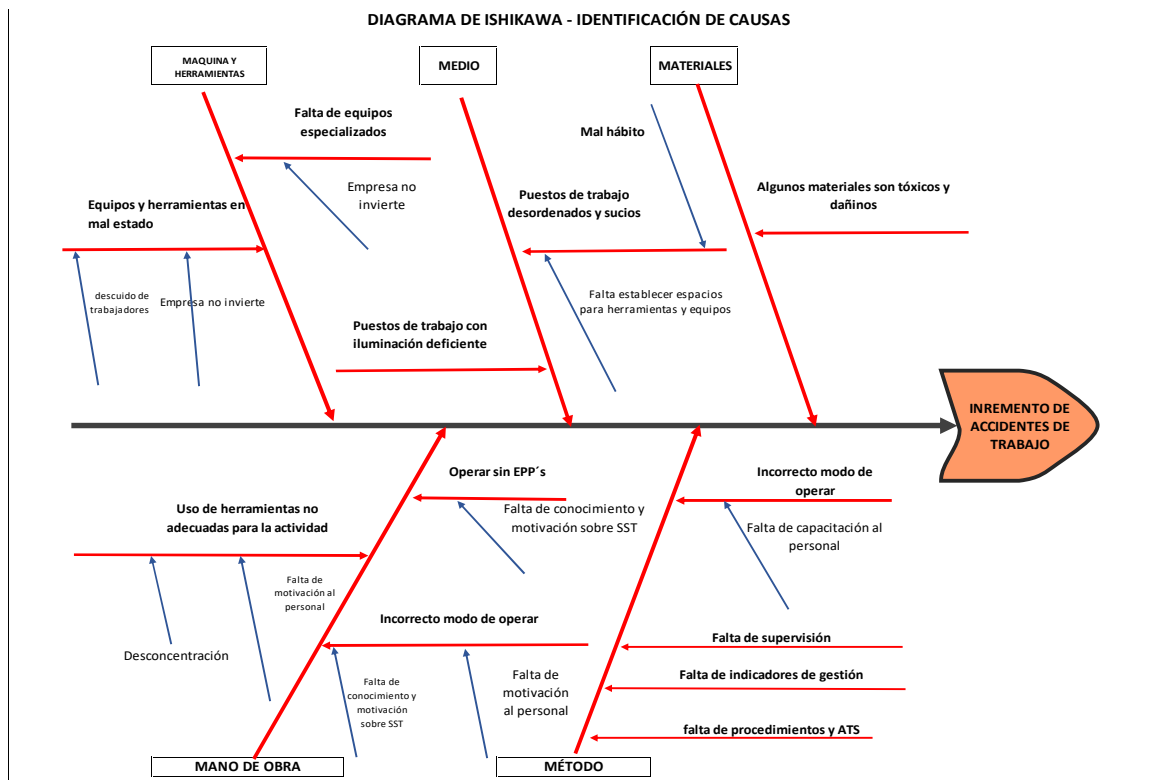 DIAGRAMA DE ISHIKAWA - IDENTIFICACIÓN DE CAUSAS
MAQUINA Y
HERRAMIENTAS
MEDIO
MATERIALES
Falta de equipos
especializados
Mal hábito
Empresa no
invierte
Puestos de trabajo
desordenados y sucios
Algunos materiales son tóxicos y
dañinos
Equipos y herramientas en
mal estado
descuido de
trabajadores
Empresa no invierte
Falta establecer espacios
para herramientas y equipos
Puestos de trabajo con
iluminación deficiente
INREMENTO DE
ACCIDENTES DE
TRABAJO
Operar sin EPP´s
Incorrecto modo de
operar
Uso de herramientas no
adecuadas para la actividad
Falta de conocimiento y
motivación sobre SST
Falta de capacitación al
personal
Falta de
motivación al
personal
Incorrecto modo de operar
Desconcentración
Falta de supervisión
Falta de
conocimiento y
motivación
sobre SST
Falta de
motivación
al personal
Falta de indicadores de gestión
falta de procedimientos y ATS
MANO DE OBRA
MÉTODO